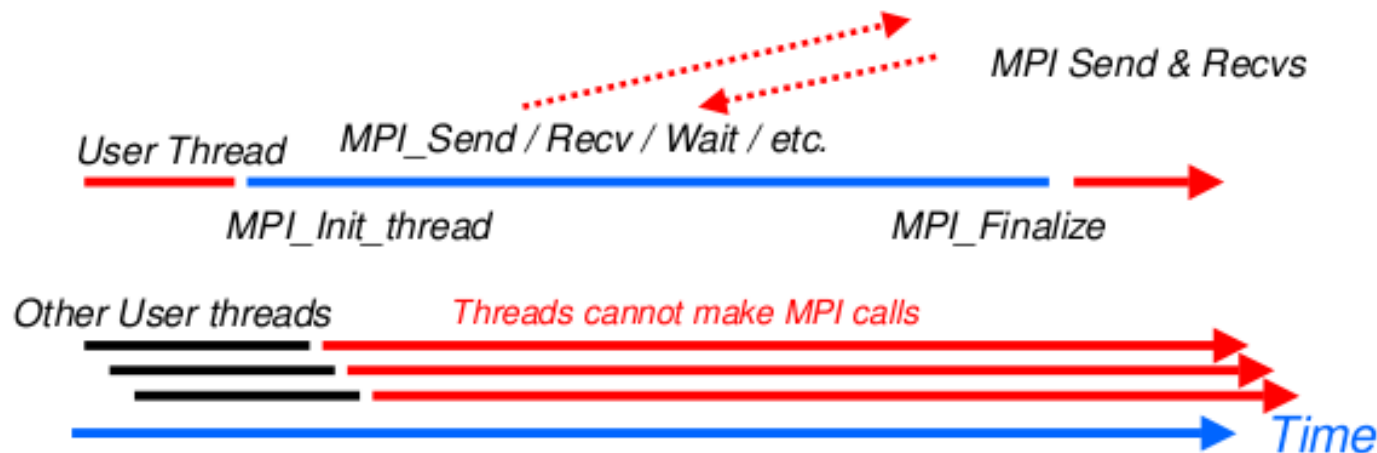 MPI Send & Recvs
User Thread
MPI_Send / Recv / Wait / etc.
MPI_Init_thread
MPI_Finalize
Other User threads
Threads cannot make MPI calls
Time